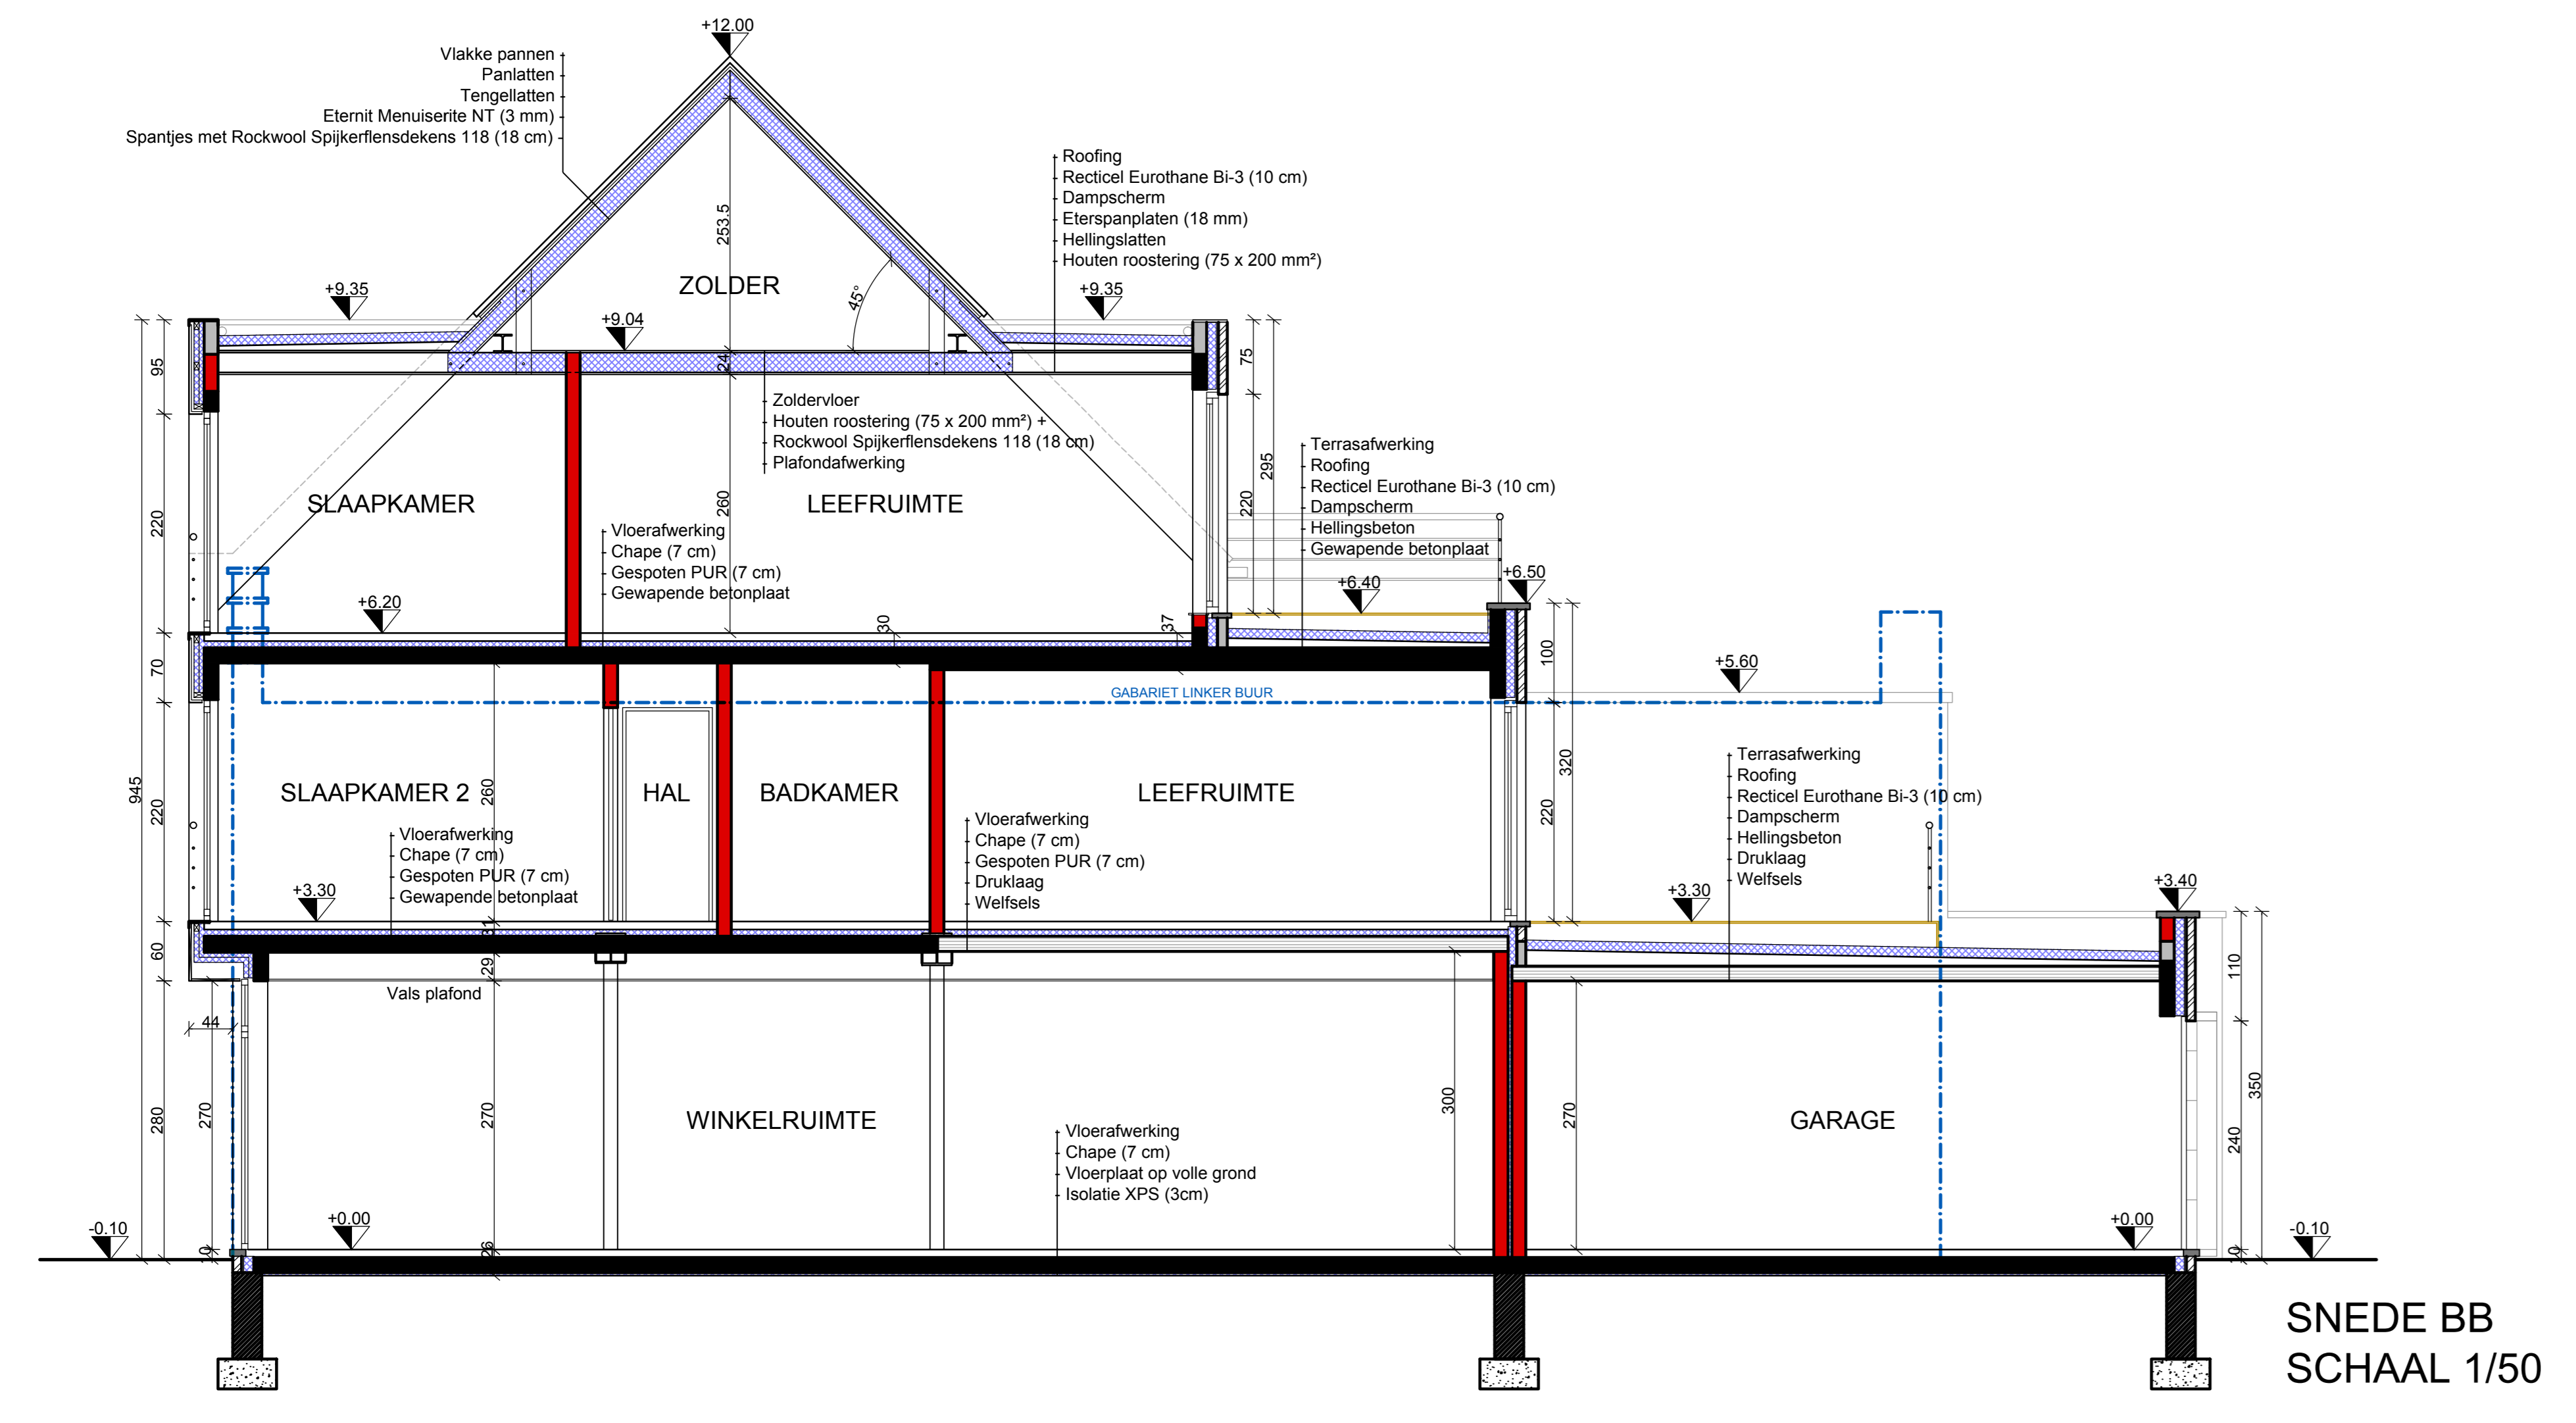 +12.00
Vlakke pannen
Panlatten
Tengellatten
Eternit Menuiserite NT (3 mm)
Spantjes met Rockwool Spijkerflensdekens 118 (18 cm)
Roofing
Recticel Eurothane Bi-3 (10 cm)
Dampscherm
Eterspanplaten (18 mm)
Hellingslatten
Houten roostering (75 x 200 mm²)
253.5
ZOLDER
45°
+9.35
+9.35
+9.04
24
95
75
Zoldervloer
Houten roostering (75 x 200 mm²) +
Rockwool Spijkerflensdekens 118 (18 cm)
Plafondafwerking
Terrasafwerking
Roofing
Recticel Eurothane Bi-3 (10 cm)
Dampscherm
Hellingsbeton
Gewapende betonplaat
295
220
220
260
SLAAPKAMER
LEEFRUIMTE
Vloerafwerking
Chape (7 cm)
Gespoten PUR (7 cm)
Gewapende betonplaat
+6.20
+6.40
+6.50
30
37
70
100
+5.60
GABARIET LINKER BUUR
945
220
260
220
320
SLAAPKAMER 2
HAL
BADKAMER
LEEFRUIMTE
Terrasafwerking
Roofing
Recticel Eurothane Bi-3 (10 cm)
Dampscherm
Hellingsbeton
Druklaag
Welfsels
Vloerafwerking
Chape (7 cm)
Gespoten PUR (7 cm)
Gewapende betonplaat
Vloerafwerking
Chape (7 cm)
Gespoten PUR (7 cm)
Druklaag
Welfsels
+3.30
+3.30
+3.40
31
60
29
110
Vals plafond
44
280
270
270
300
270
240
350
WINKELRUIMTE
GARAGE
Vloerafwerking
Chape (7 cm)
Vloerplaat op volle grond
Isolatie XPS (3cm)
-0.10
+0.00
+0.00
-0.10
10
26
10
SNEDE BB
SCHAAL 1/50